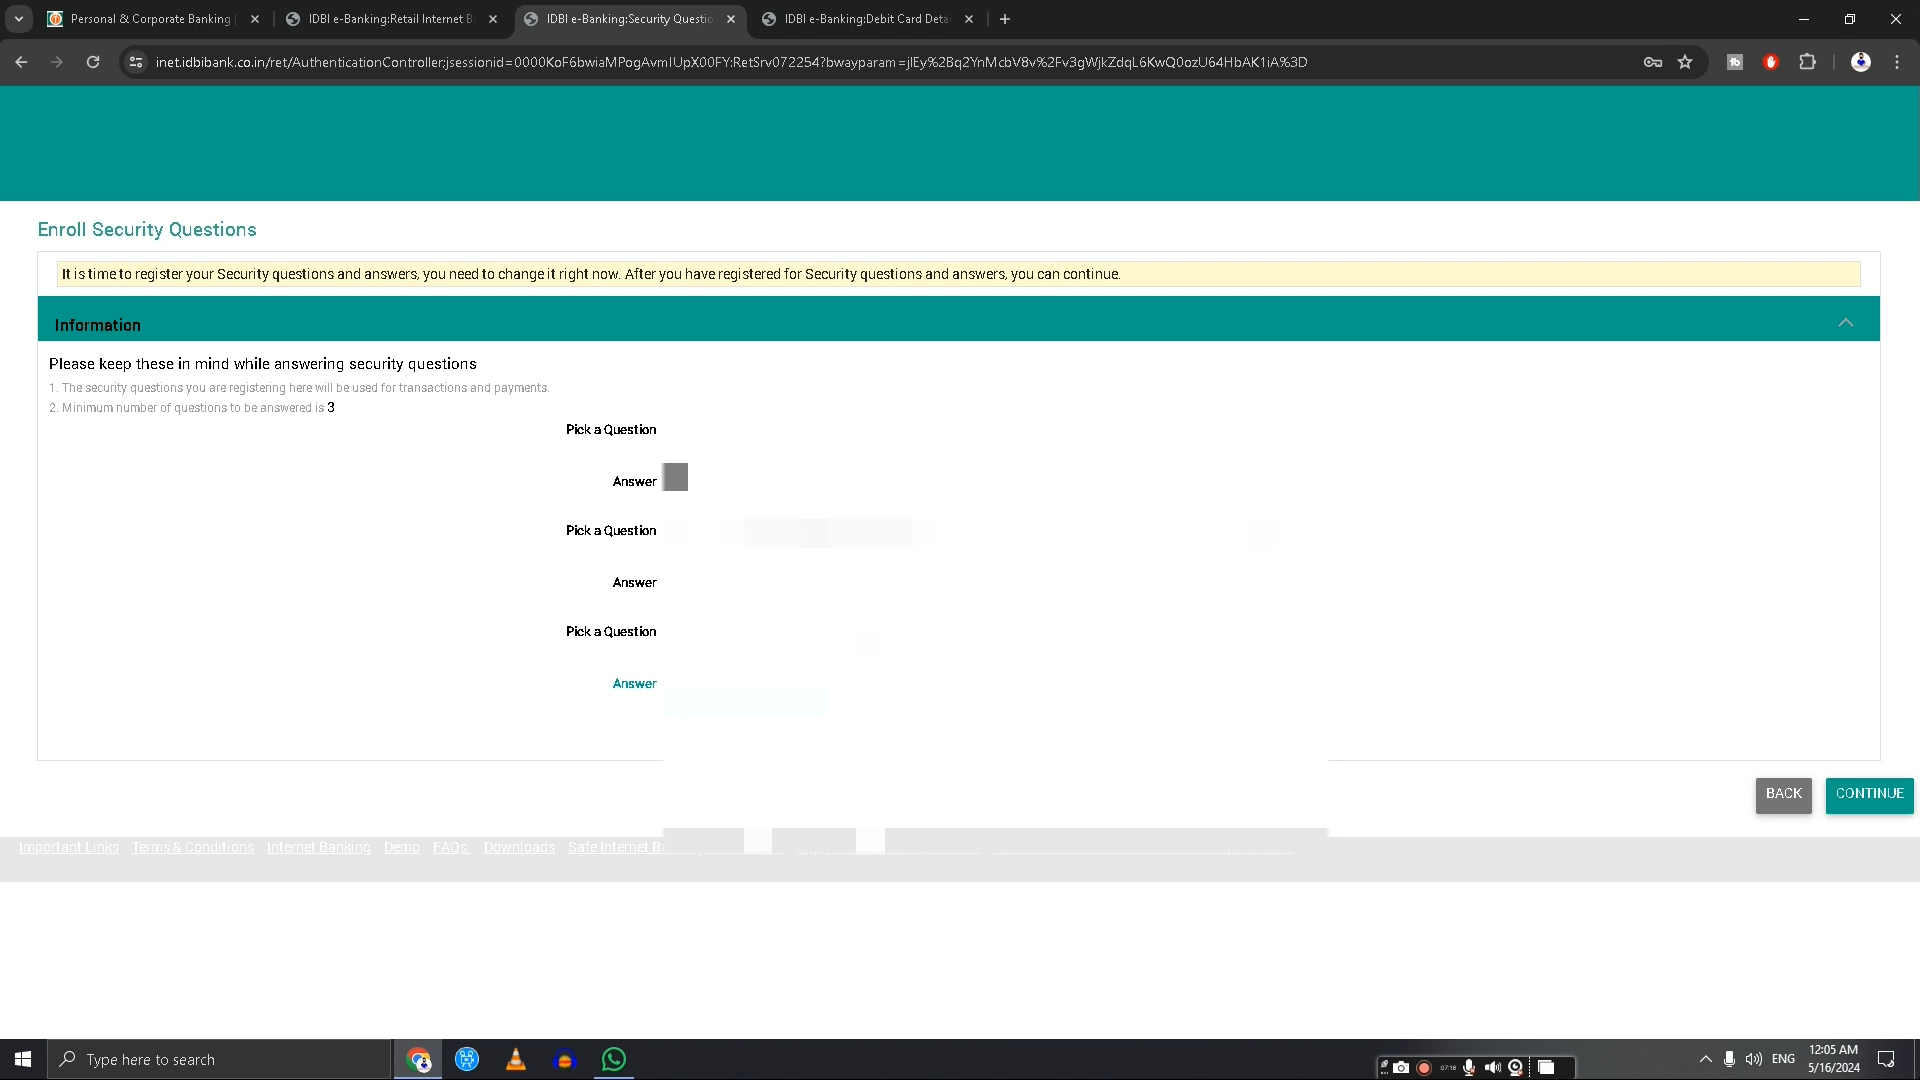 Personal & Corporate Banking
IDBI e-Banking:Retail Internet B
IDBI e-Banking:Security Questio
IDBI e-Banking:Debit Card Detai
inet.idbibank.co.in/ret/AuthenticationController;jsessionid=0000KoF6bwiaMPogAvmIUpX00FY:RetSrv072254?bwayparam=jIEy%2Bq2YnMcbV8v%2Fv3gWjkZdqL6KwQ0ozU64HbAK1iA%3D
Enroll Security Questions
It is time to register your Security questions and answers, you need to change it right now. After you have registered for Security questions and answers, you can continue.
Information
Please keep these in mind while answering security questions
1. The security questions you are registering here will be used for transactions and payments.
2. Minimum number of questions to be answered is 3
Pick a Question
Answer
Pick a Question
Answer
Pick a Question
Answer
BACK CONTINUE
Important Links Terms & Conditions Internet Banking Demo FAQs Downloads Safe Internet B
Type here to search
07:16
ENG
12:05 AM
5/16/2024